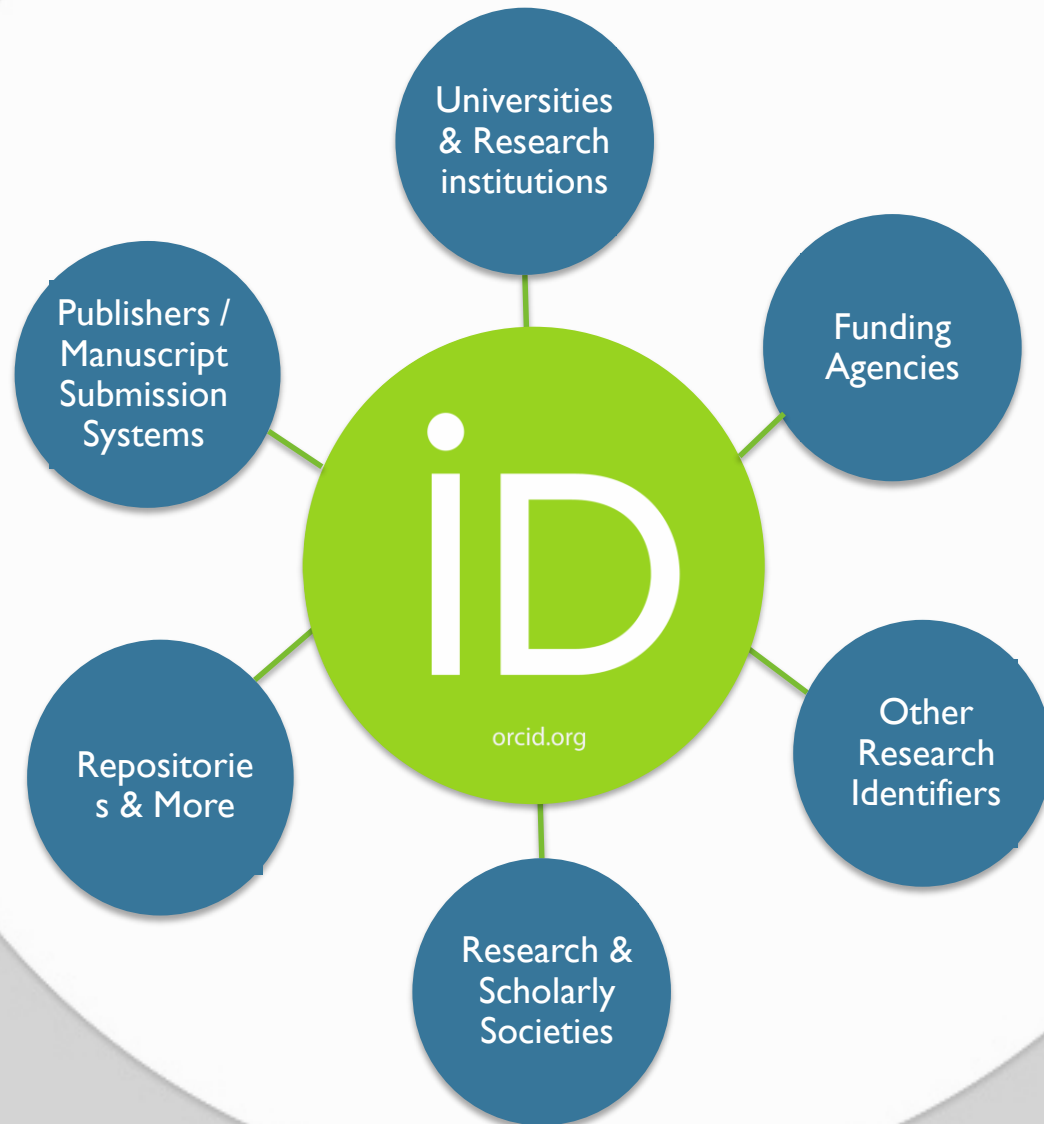 Universities
& Research
institutions
Funding
Agencies
Publishers /
Manuscript
Submission
Systems
iD
orcid.org
Other
Research
Identifiers
Repositorie
s & More
Research &
Scholarly
Societies